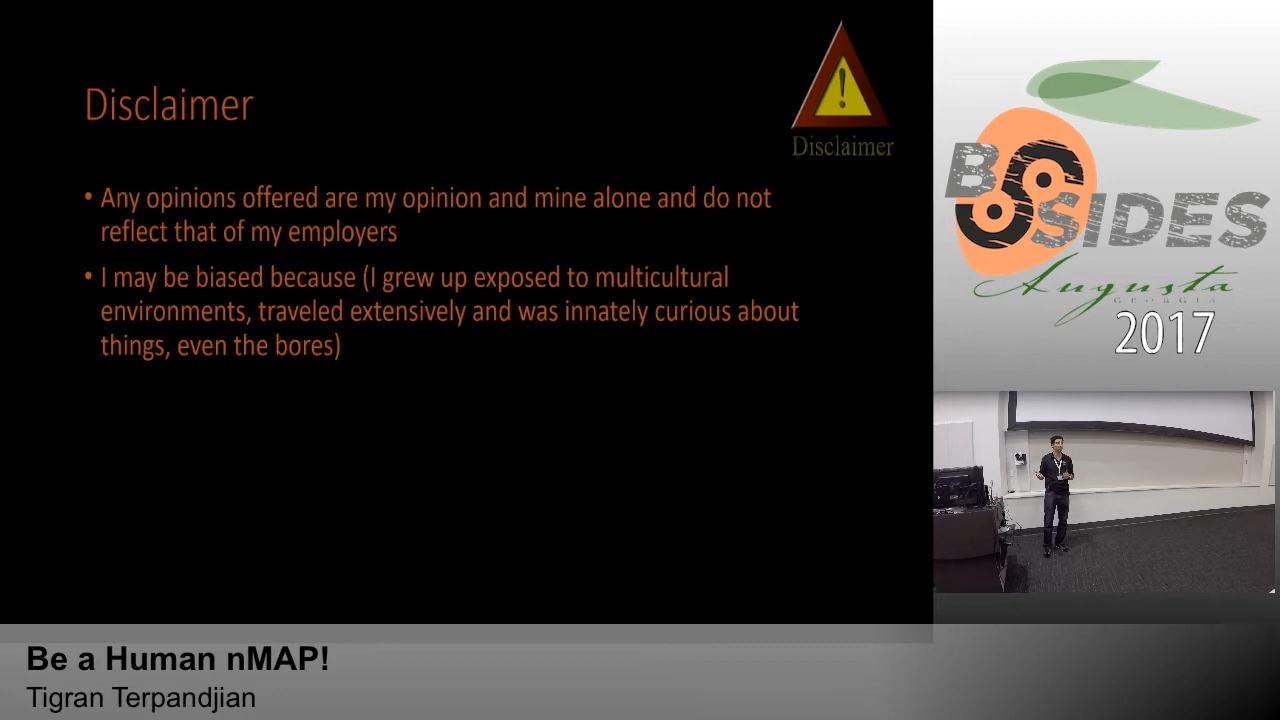 Disclaimer
Disclaimer
• Any opinions offered are my opinion and mine alone and do not
reflect that of my employers
• I may be biased because (I grew up exposed to multicultural
environments, traveled extensively and was innately curious about
things, even the bores)
BSIDES
Augusta
GEORGIA
2017
Be a Human nMAP!
Tigran Terpandjian